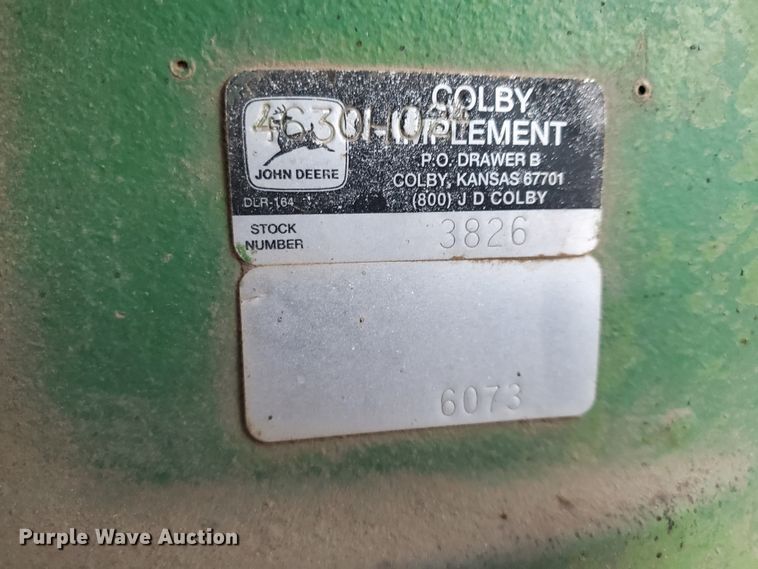 COLBY
IMPLEMENT
P.O. DRAWER B
COLBY, KANSAS 67701
(800) J D COLBY
JOHN DEERE
DLR-164
STOCK
NUMBER
3826
6073
Purple Wave Auction